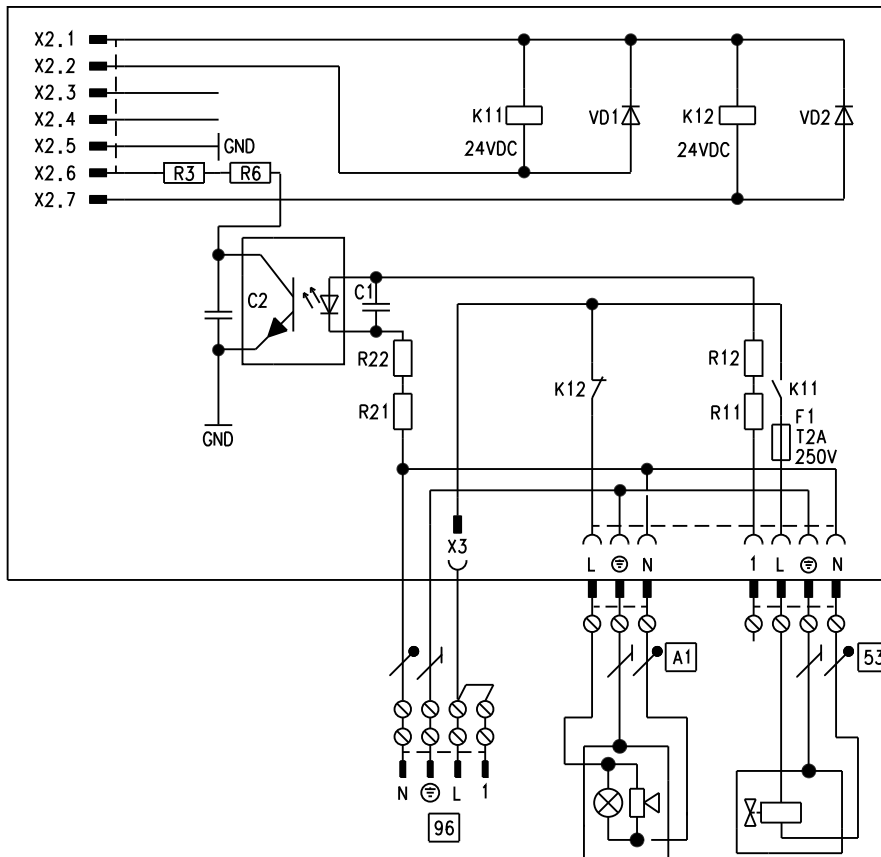 X2.1
X2.2
X2.3
X2.4
X2.5
X2.6
X2.7
GND
R3
R6
K11
24VDC
VD1
K12
24VDC
VD2
C2
C1
R22
R21
GND
K12
R12
R11
K11
F1
T2A
250V
X3
L
N
1
L
N
A1
53
N
L
1
96